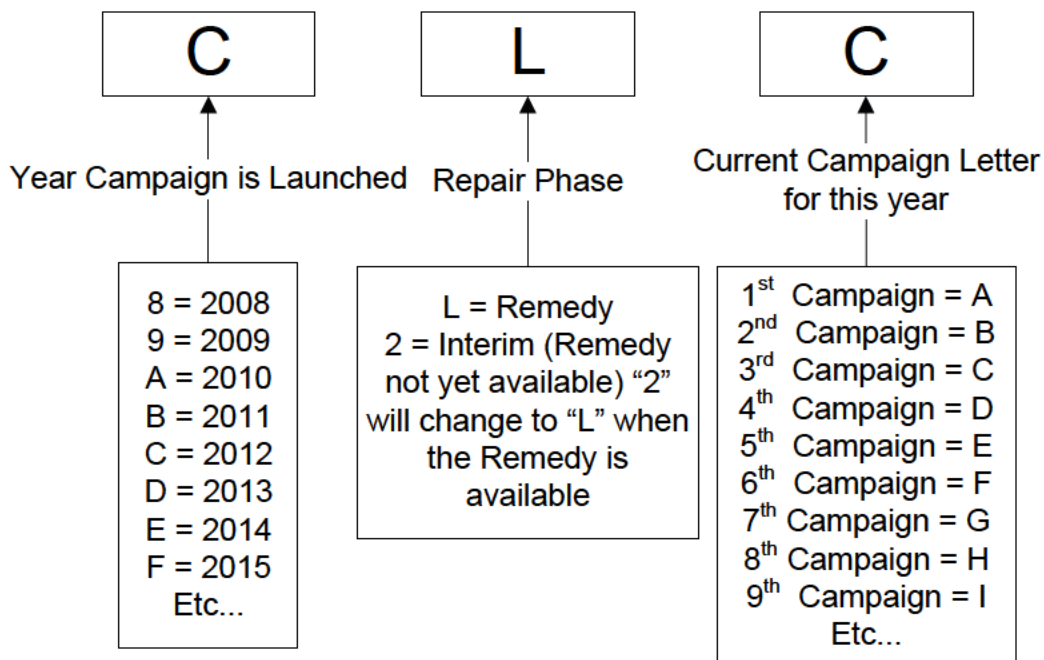 C
L
C
Year Campaign is Launched
Repair Phase
Current Campaign Letter
for this year
8 = 2008
9 = 2009
A = 2010
B = 2011
C = 2012
D = 2013
E = 2014
F = 2015
Etc...
L = Remedy
2 = Interim (Remedy
not yet available) “2”
will change to “L” when
the Remedy is
available
1st Campaign = A
2nd Campaign = B
3rd Campaign = C
4th Campaign = D
5th Campaign = E
6th Campaign = F
7th Campaign = G
8th Campaign = H
9th Campaign = I
Etc...